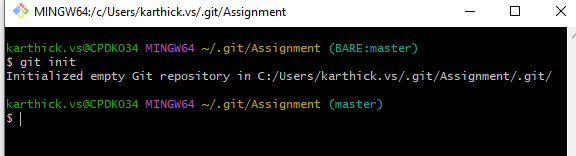 MINGW64:/c/Users/karthick.vs/.git/Assignment
karthick.vs@CPDK034 MINGW64 ~/.git/Assignment (BARE:master)
$ git init
Initialized empty Git repository in C:/Users/karthick.vs/.git/Assignment/.git/
karthick.vs@CPDK034 MINGW64 ~/.git/Assignment (master)
$